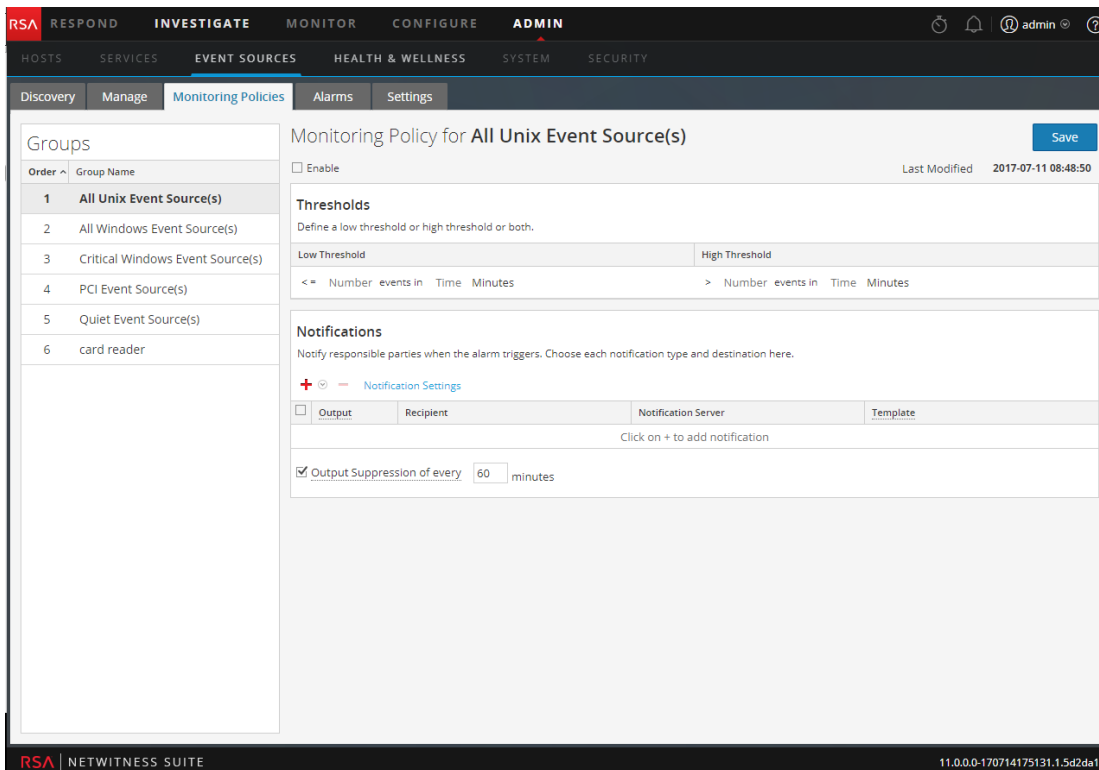 RSA RESPOND INVESTIGATE MONITOR CONFIGURE ADMIN admin ?
HOSTS SERVICES EVENT SOURCES HEALTH & WELLNESS SYSTEM SECURITY
Discovery Manage Monitoring Policies Alarms Settings
Groups
Order Group Name
1 All Unix Event Source(s)
2 All Windows Event Source(s)
3 Critical Windows Event Source(s)
4 PCI Event Source(s)
5 Quiet Event Source(s)
6 card reader
Monitoring Policy for All Unix Event Source(s) Save
Enable Last Modified 2017-07-11 08:48:50
Thresholds
Define a low threshold or high threshold or both.
Low Threshold High Threshold
<= Number events in Time Minutes > Number events in Time Minutes
Notifications
Notify responsible parties when the alarm triggers. Choose each notification type and destination here.
+ − Notification Settings
Output Recipient Notification Server Template
Click on + to add notification
Output Suppression of every 60 minutes
RSA NETWITNESS SUITE 11.0.0.0-170714175131.1.5d2da1